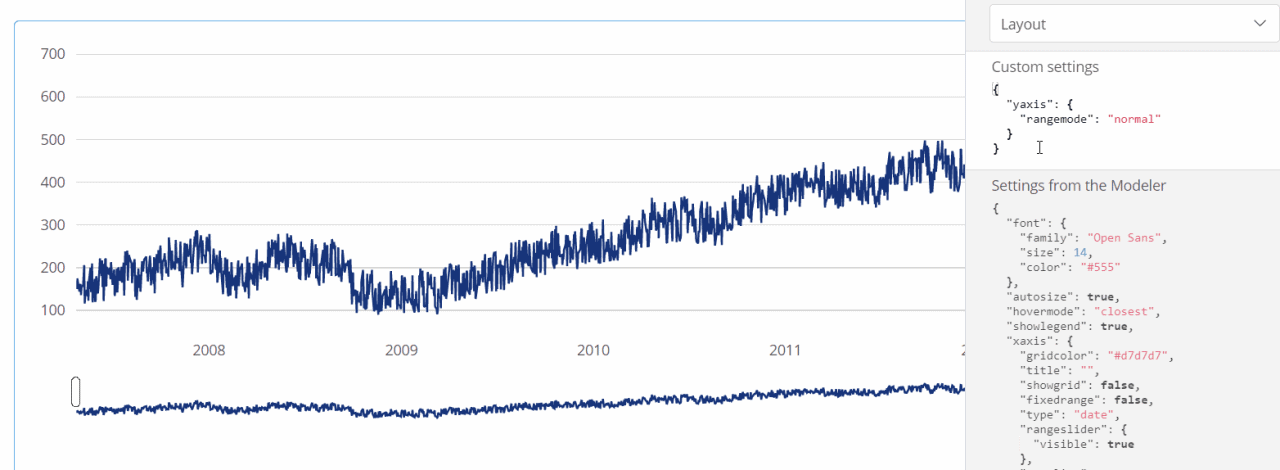 700
600
500
400
300
200
100
2008
2009
2010
2011
Layout
Custom settings
{
"yaxis": {
"rangemode": "normal"
}
}
Settings from the Modeler
{
"font": {
"family": "Open Sans",
"size": 14,
"color": "#555"
},
"autosize": true,
"hovermode": "closest",
"showlegend": true,
"xaxis": {
"gridcolor": "#d7d7d7",
"title": "",
"showgrid": false,
"fixedrange": false,
"type": "date",
"rangeslider": {
"visible": true
},